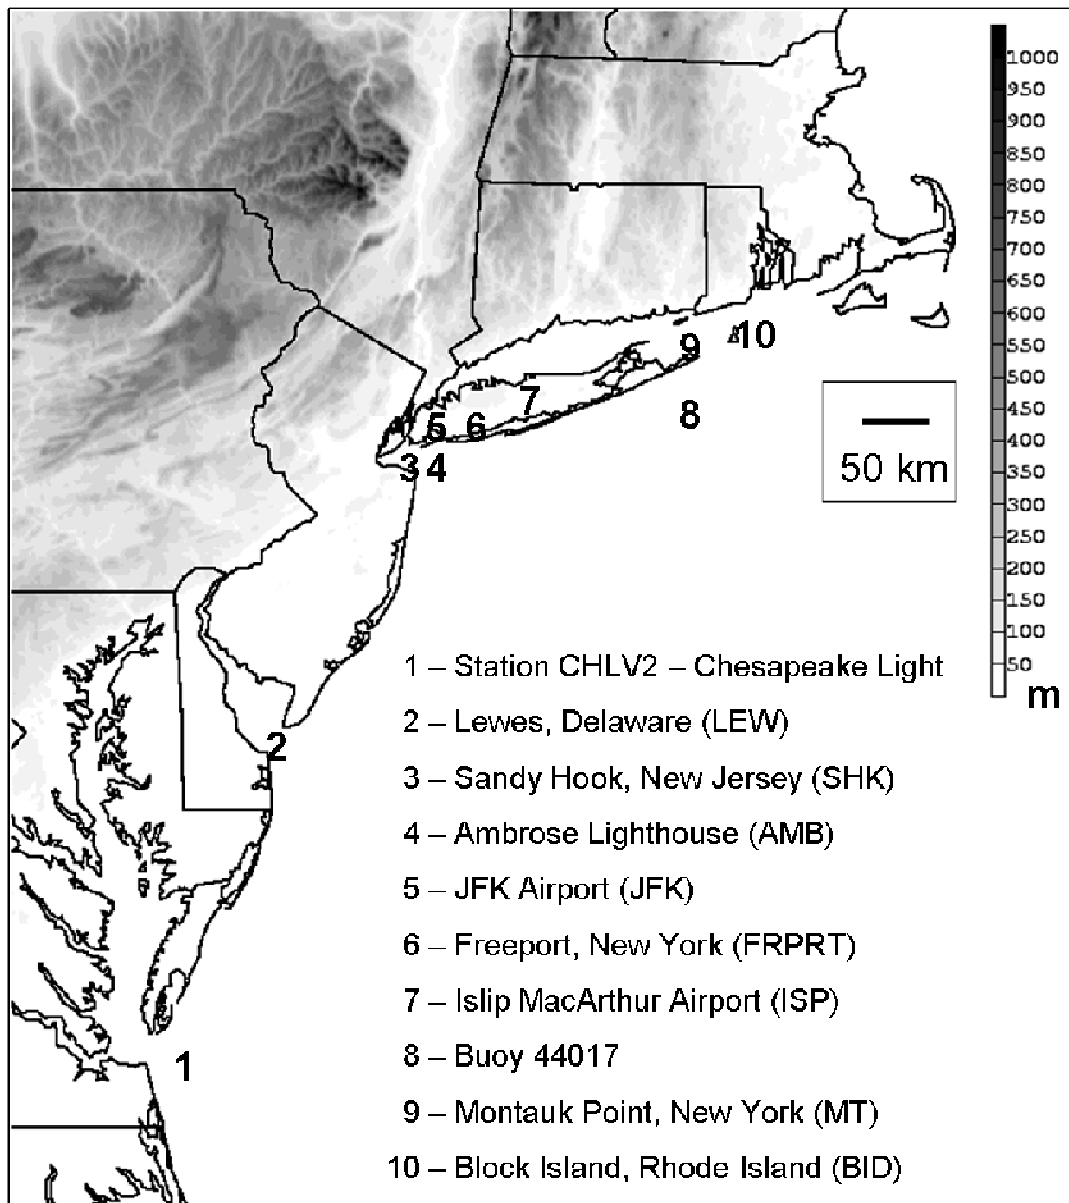 1000
950
900
850
800
750
700
650
600
550
500
450
400
350
300
250
200
150
100
50
m
10
9
7
8
5
6
3
4
50 km
2
1
1 – Station CHLV2 – Chesapeake Light
2 – Lewes, Delaware (LEW)
3 – Sandy Hook, New Jersey (SHK)
4 – Ambrose Lighthouse (AMB)
5 – JFK Airport (JFK)
6 – Freeport, New York (FRPRT)
7 – Islip MacArthur Airport (ISP)
8 – Buoy 44017
9 – Montauk Point, New York (MT)
10 – Block Island, Rhode Island (BID)